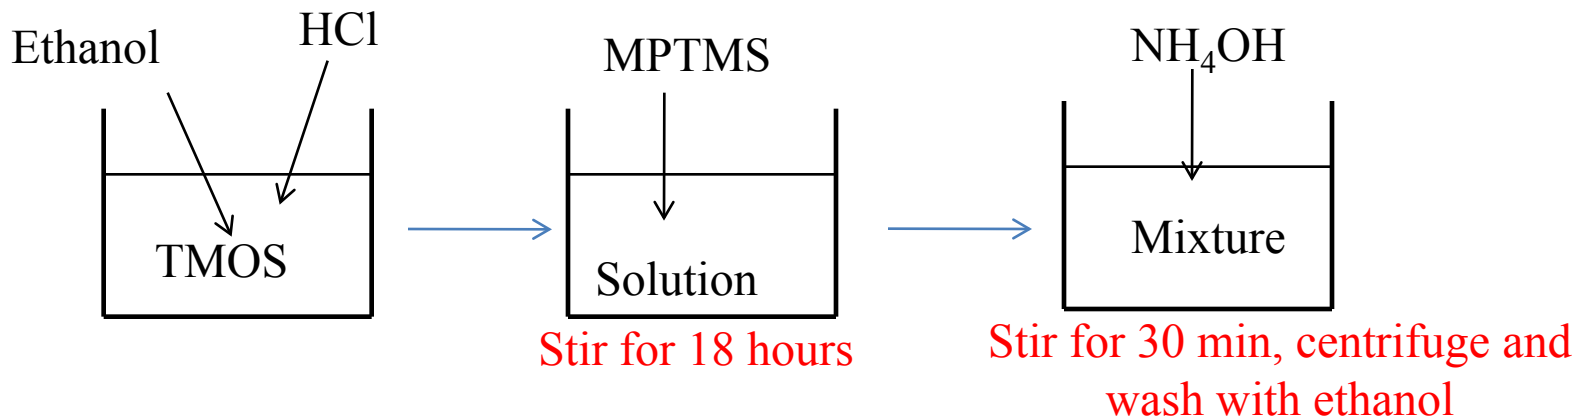 Ethanol
HCl
TMOS
MPTMS
Solution
Stir for 18 hours
NH₄OH
Mixture
Stir for 30 min, centrifuge and
wash with ethanol